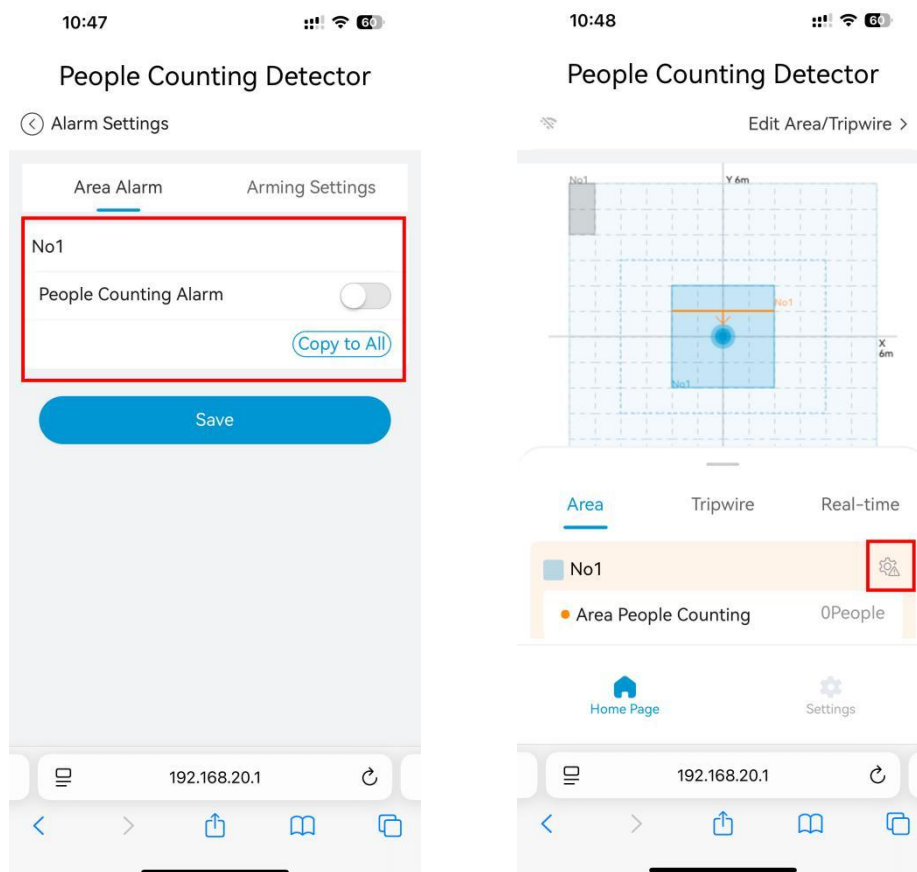 10:47
60
People Counting Detector
Alarm Settings
Area Alarm
Arming Settings
No1
People Counting Alarm
Copy to All
Save
192.168.20.1
10:48
60
People Counting Detector
Edit Area/Tripwire >
No1
Y 6m
No1
X
6m
No1
Area
Tripwire
Real-time
No1
Area People Counting
0People
Home Page
Settings
192.168.20.1